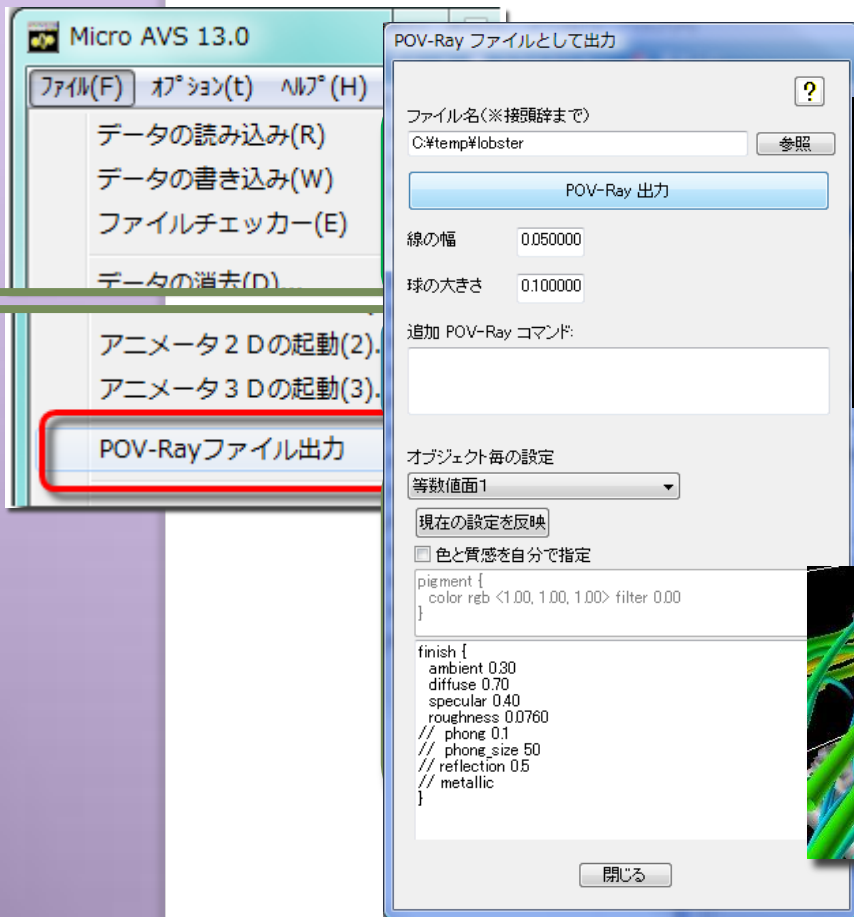 Micro AVS 13.0
ﾌｧｲﾙ(F) ｵﾌﾟｼｮﾝ(t) ﾍﾙﾌﾟ(H)
データの読み込み(R)
データの書き込み(W)
ファイルチェッカー(E)
データの消去(D)...
アニメータ２Ｄの起動(2).
アニメータ３Ｄの起動(3).
POV-Rayファイル出力
POV-Ray ファイルとして出力
?
ファイル名(※接頭辞まで)
C:¥temp¥lobster 参照
POV-Ray 出力
線の幅 0.050000
球の大きさ 0.100000
追加 POV-Ray コマンド:
オブジェクト毎の設定
等数値面1
現在の設定を反映
色と質感を自分で指定
pigment {
color rgb <1.00, 1.00, 1.00> filter 0.00
}
finish {
ambient 0.30
diffuse 0.70
specular 0.40
roughness 0.0760
// phong 0.1
// phong_size 50
// reflection 0.5
// metallic
}
閉じる